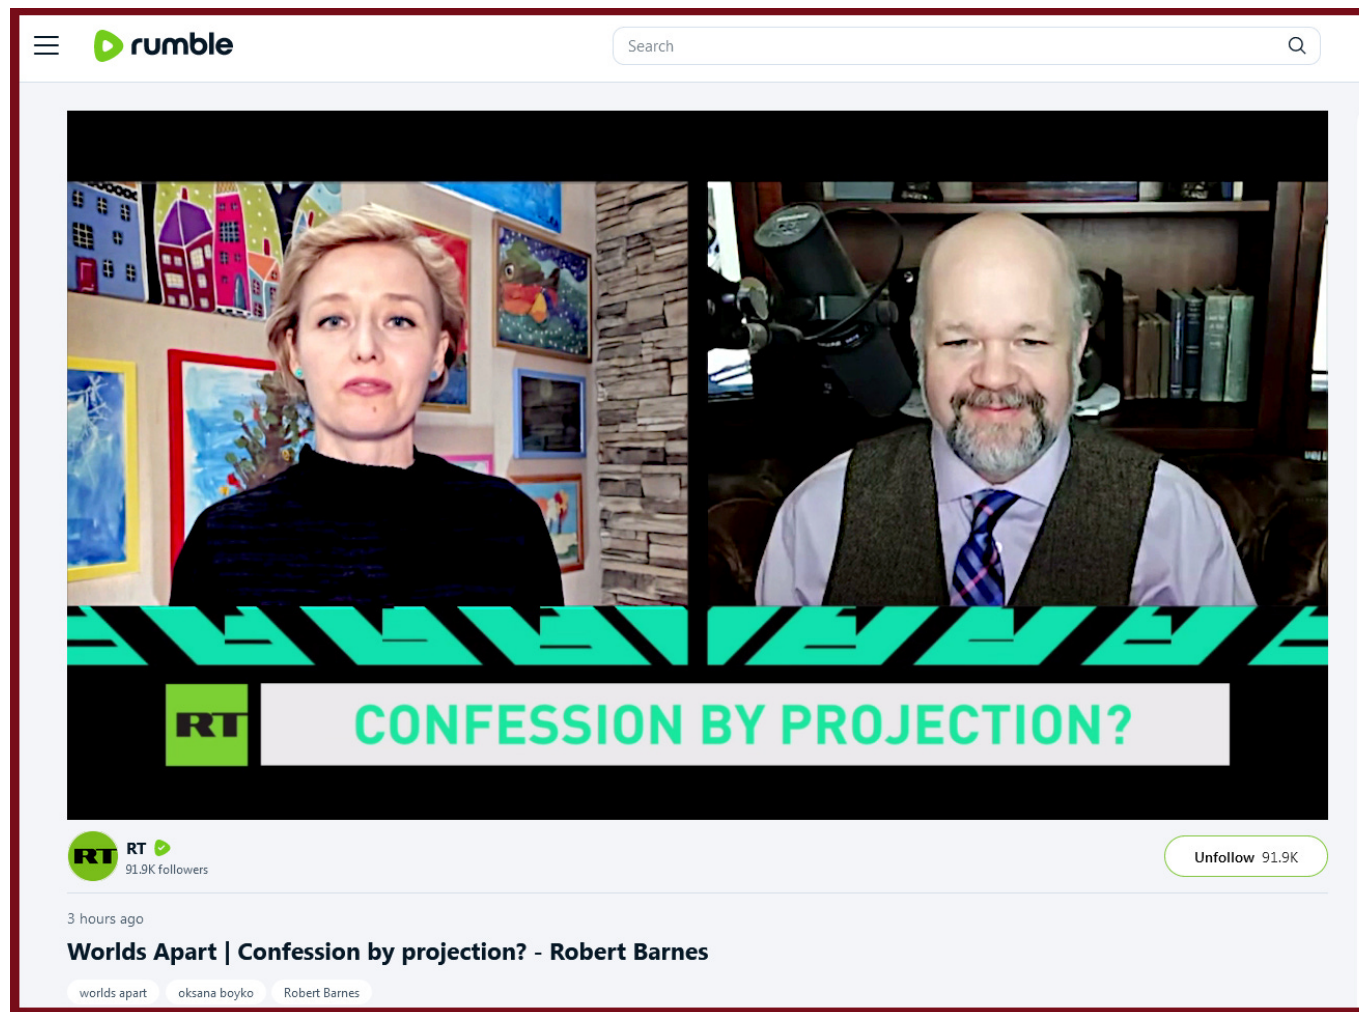 rumble
Search
RT CONFESSION BY PROJECTION?
RT
RT
91.9K followers
Unfollow 91.9K
3 hours ago
Worlds Apart | Confession by projection? - Robert Barnes
worlds apart oksana boyko Robert Barnes